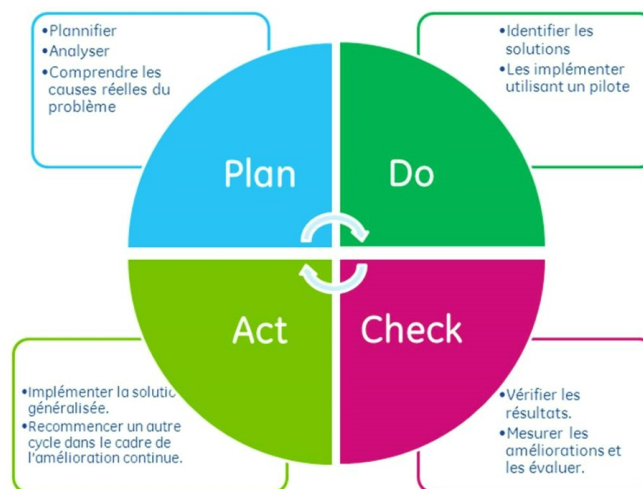 •Plannifier
•Analyser
•Comprendre les
causes réelles du
problème
•Identifier les
solutions
•Les implémenter
utilisant un pilote
Plan
Do
Act
Check
•Implémenter la solutio
généralisée.
•Recommencer un autre
cycle dans le cadre de
l'amélioration continue.
•Vérifier les
résultats.
•Mesurer les
améliorations et
les évaluer.